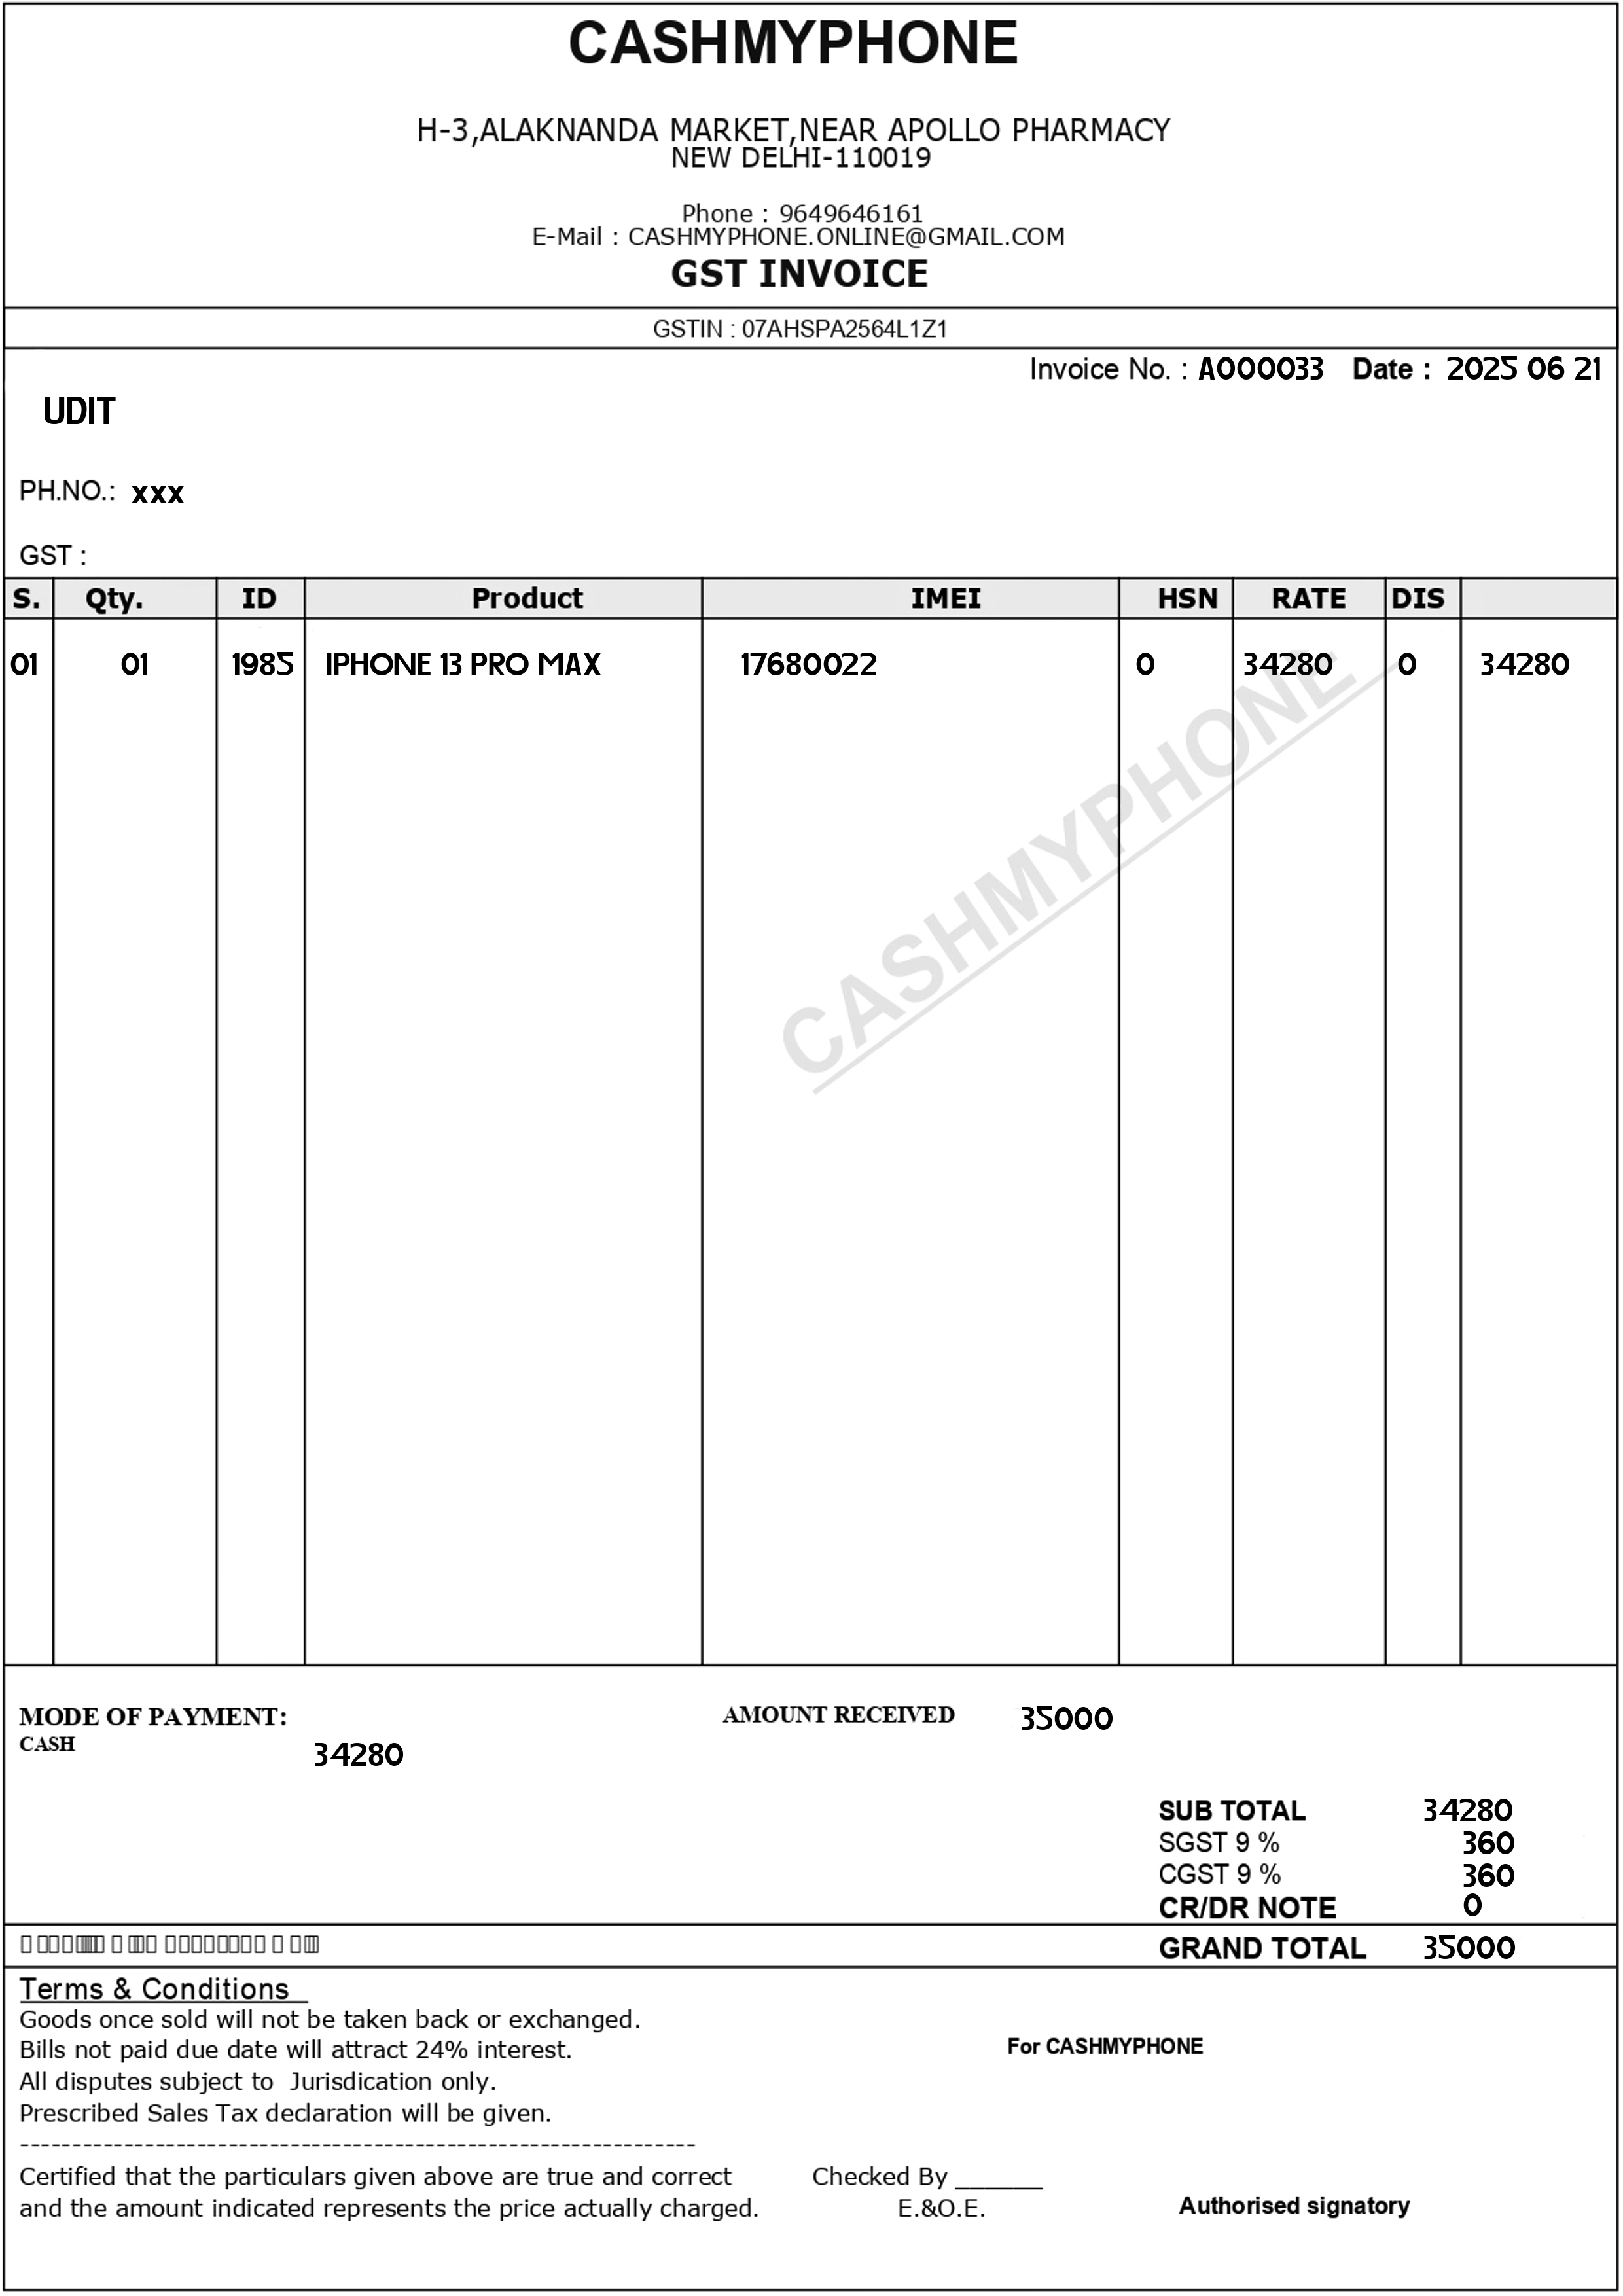 CASHMYPHONE
H-3,ALAKNANDA MARKET,NEAR APOLLO PHARMACY
NEW DELHI-110019
Phone : 9649646161
E-Mail : CASHMYPHONE.ONLINE@GMAIL.COM
GST INVOICE
GSTIN : 07AHSPA2564L1Z1
Invoice No. : A000033 Date : 2025 06 21
UDIT
PH.NO.: xxx
GST :
S. Qty. ID Product IMEI HSN RATE DIS
01 01 1985 IPHONE 13 PRO MAX 17680022 0 34280 0 34280
CASHMYPHONE
MODE OF PAYMENT: AMOUNT RECEIVED 35000
CASH 34280
SUB TOTAL 34280
SGST 9 % 360
CGST 9 % 360
CR/DR NOTE 0
GRAND TOTAL 35000
Terms & Conditions
Goods once sold will not be taken back or exchanged.
Bills not paid due date will attract 24% interest.
For CASHMYPHONE
All disputes subject to Jurisdication only.
Prescribed Sales Tax declaration will be given.
-----------------------------------------------------------------
Certified that the particulars given above are true and correct Checked By ______
and the amount indicated represents the price actually charged. E.&O.E. Authorised signatory